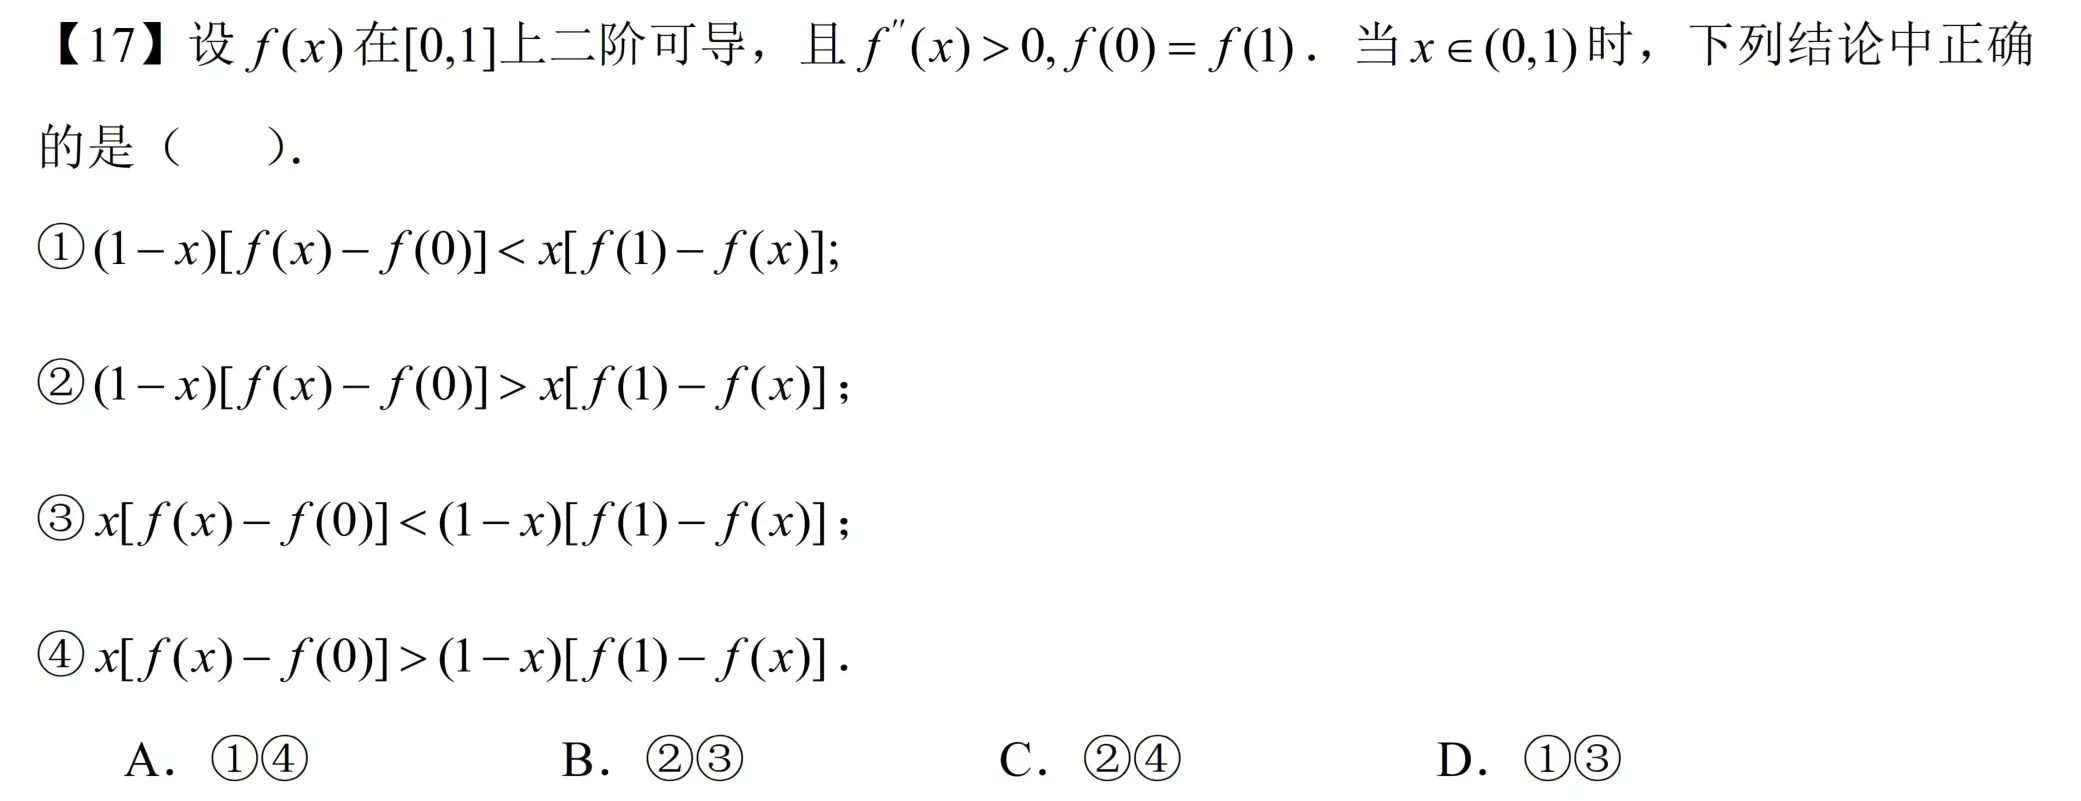 【17】设 f(x) 在[0,1]上二阶可导，且 f″(x)>0, f(0)=f(1)．当 x∈(0,1) 时，下列结论中正确
的是（　　）.
①(1−x)[f(x)−f(0)]<x[f(1)−f(x)];
②(1−x)[f(x)−f(0)]>x[f(1)−f(x)]；
③x[f(x)−f(0)]<(1−x)[f(1)−f(x)]；
④x[f(x)−f(0)]>(1−x)[f(1)−f(x)]．
A．①④　　B．②③　　C．②④　　D．①③